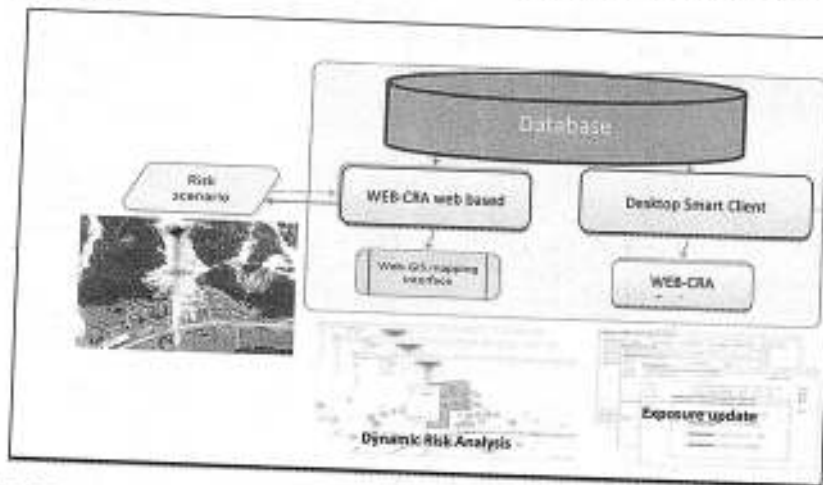 Database
Risk
scenario
WEB-CRA web based
Desktop Smart Client
Web-GIS mapping
interface
WEB-CRA
Dynamic Risk Analysis
Exposure update